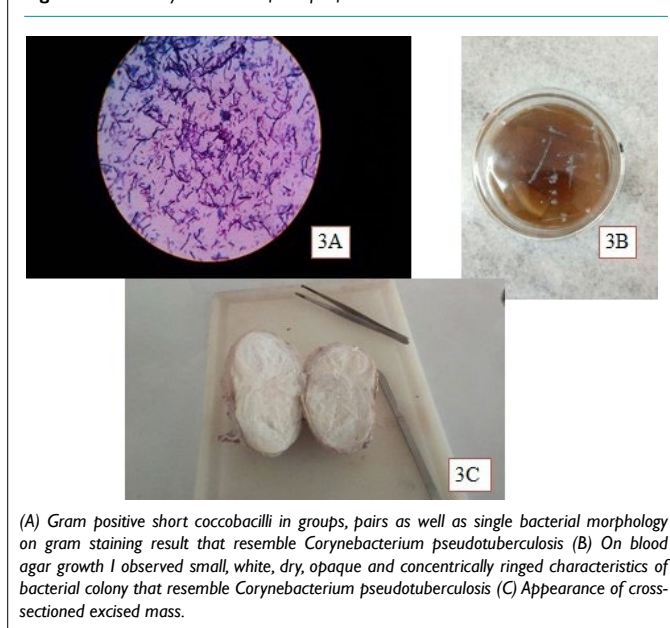 3A
3B
3C
(A) Gram positive short coccobacilli in groups, pairs as well as single bacterial morphology
on gram staining result that resemble Corynebacterium pseudotuberculosis (B) On blood
agar growth I observed small, white, dry, opaque and concentrically ringed characteristics of
bacterial colony that resemble Corynebacterium pseudotuberculosis (C) Appearance of cross-
sectioned excised mass.